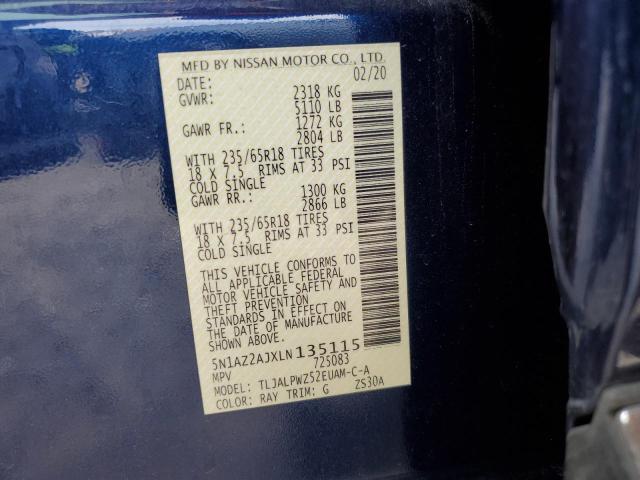 MFD BY NISSAN MOTOR CO., LTD.
DATE: 02/20
GVWR: 2318 KG
5110 LB
GAWR FR.: 1272 KG
2804 LB
WITH 235/65R18 TIRES
18 X 7.5 RIMS AT 33 PSI
COLD SINGLE
GAWR RR.: 1300 KG
2866 LB
WITH 235/65R18 TIRES
18 X 7.5 RIMS AT 33 PSI
COLD SINGLE
THIS VEHICLE CONFORMS TO
ALL APPLICABLE FEDERAL
MOTOR VEHICLE SAFETY AND
THEFT PREVENTION
STANDARDS IN EFFECT ON
THE DATE OF MANUFACTURE
SHOWN ABOVE.
5N1AZ2AJXLN135115
MPV 725083
MODEL: TLJALPWZ52EUAM-C-A
COLOR: RAY TRIM: G ZS30A